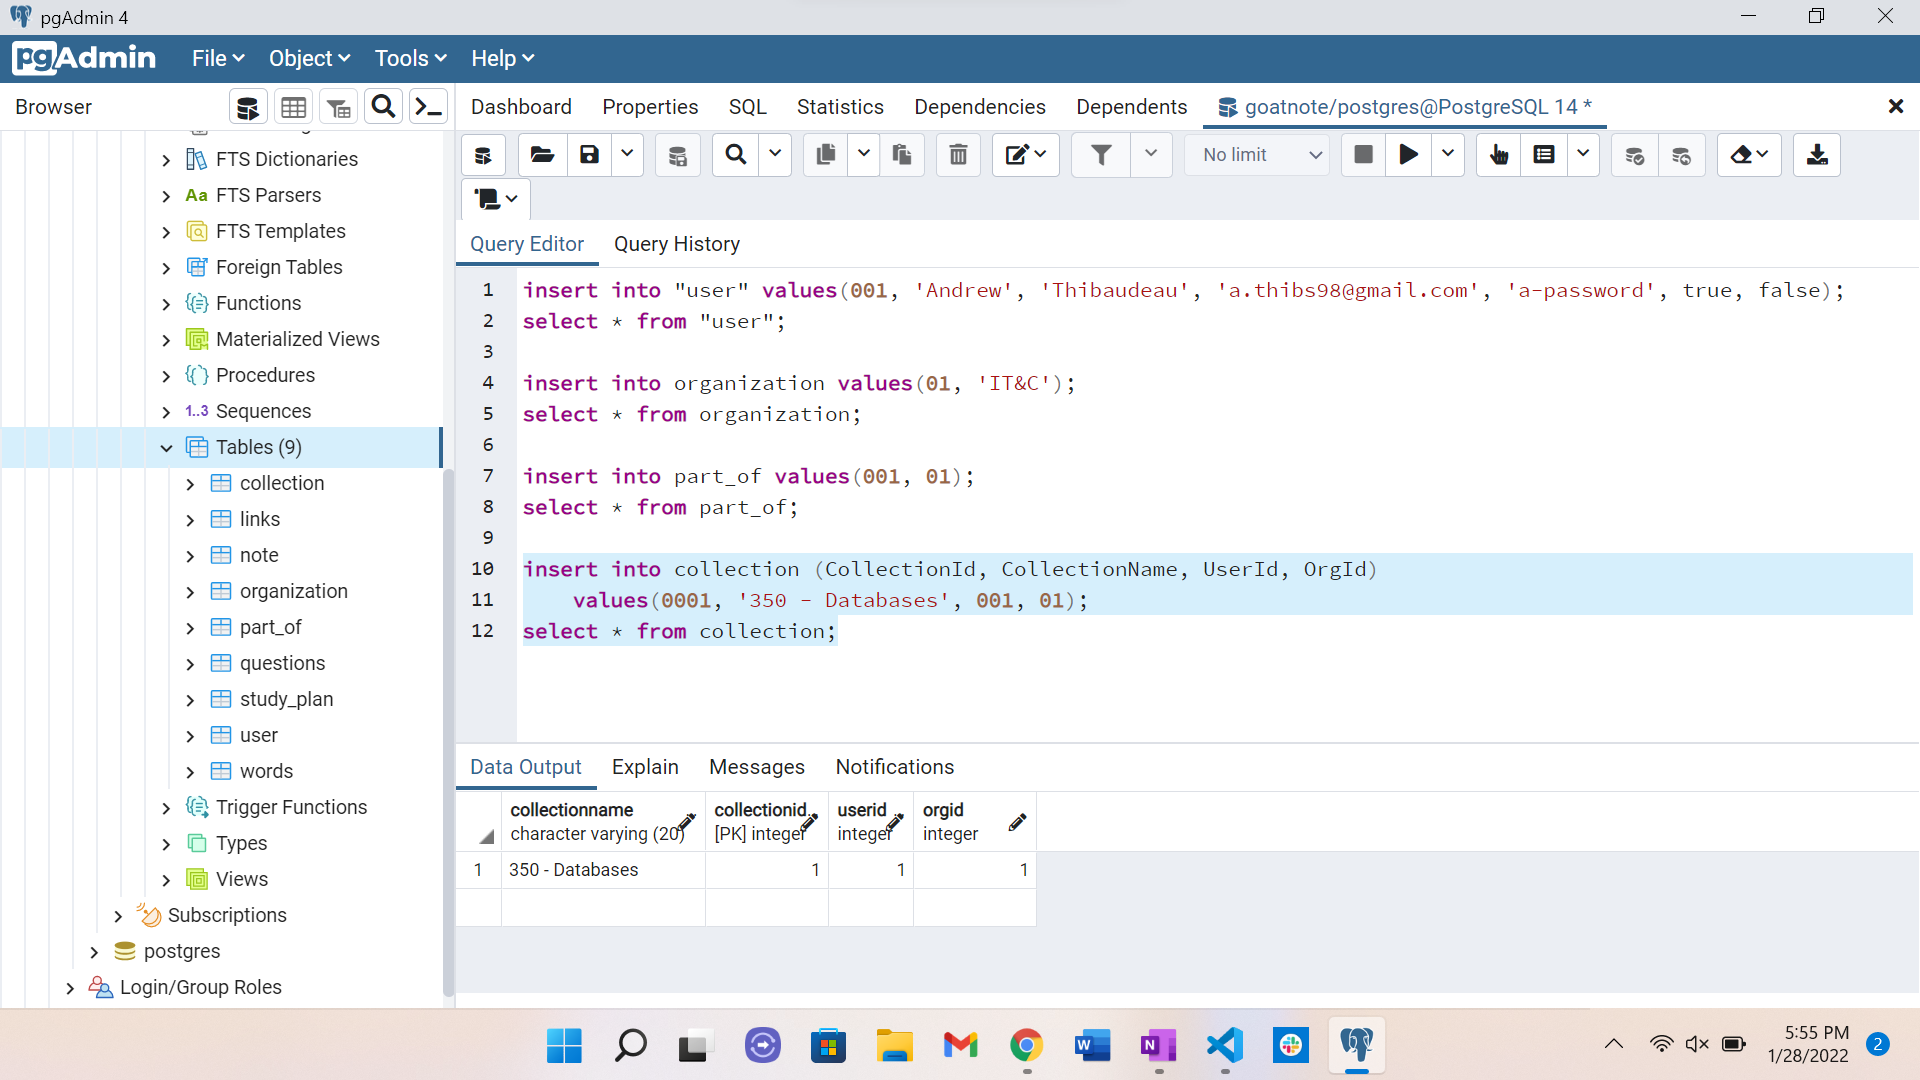 pgAdmin 4
pgAdmin File Object Tools Help
Browser
Dashboard Properties SQL Statistics Dependencies Dependents goatnote/postgres@PostgreSQL 14 *
No limit
FTS Dictionaries
Aa FTS Parsers
FTS Templates
Foreign Tables
Functions
Materialized Views
Procedures
1..3 Sequences
Tables (9)
collection
links
note
organization
part_of
questions
study_plan
user
words
Trigger Functions
Types
Views
Subscriptions
postgres
Login/Group Roles
Query Editor Query History
1 insert into "user" values(001, 'Andrew', 'Thibaudeau', 'a.thibs98@gmail.com', 'a-password', true, false);
2 select * from "user";
3
4 insert into organization values(01, 'IT&C');
5 select * from organization;
6
7 insert into part_of values(001, 01);
8 select * from part_of;
9
10 insert into collection (CollectionId, CollectionName, UserId, OrgId)
11 values(0001, '350 - Databases', 001, 01);
12 select * from collection;
Data Output Explain Messages Notifications
collectionname collectionid userid orgid
character varying (20) [PK] integer integer integer
1 350 - Databases 1 1 1
W N
5:55 PM
1/28/2022
2